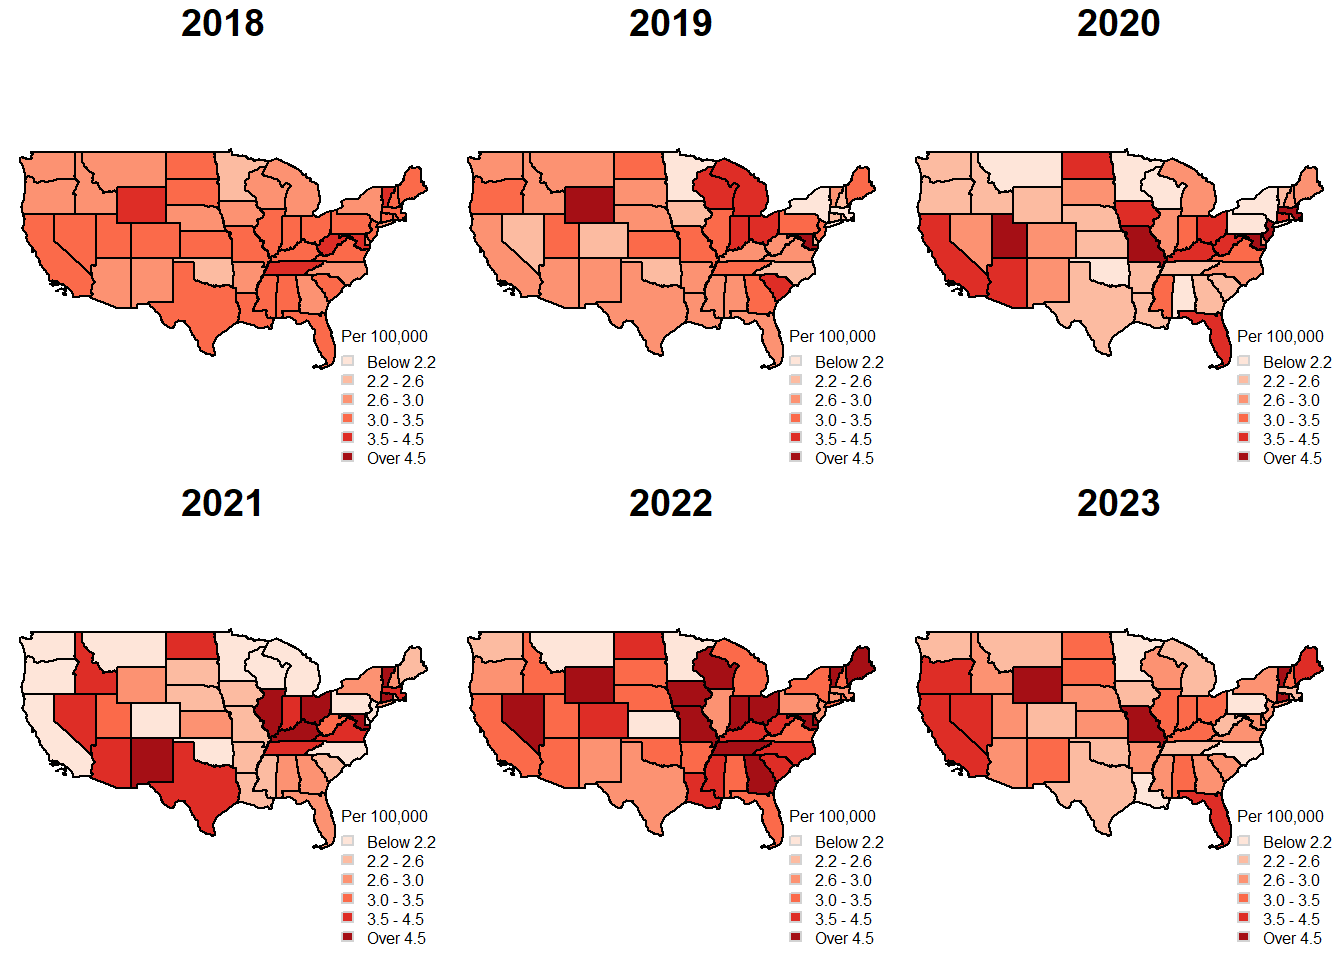 2018
2019
2020
Per 100,000
Below 2.2
2.2 - 2.6
2.6 - 3.0
3.0 - 3.5
3.5 - 4.5
Over 4.5
Per 100,000
Below 2.2
2.2 - 2.6
2.6 - 3.0
3.0 - 3.5
3.5 - 4.5
Over 4.5
Per 100,000
Below 2.2
2.2 - 2.6
2.6 - 3.0
3.0 - 3.5
3.5 - 4.5
Over 4.5
2021
2022
2023
Per 100,000
Below 2.2
2.2 - 2.6
2.6 - 3.0
3.0 - 3.5
3.5 - 4.5
Over 4.5
Per 100,000
Below 2.2
2.2 - 2.6
2.6 - 3.0
3.0 - 3.5
3.5 - 4.5
Over 4.5
Per 100,000
Below 2.2
2.2 - 2.6
2.6 - 3.0
3.0 - 3.5
3.5 - 4.5
Over 4.5